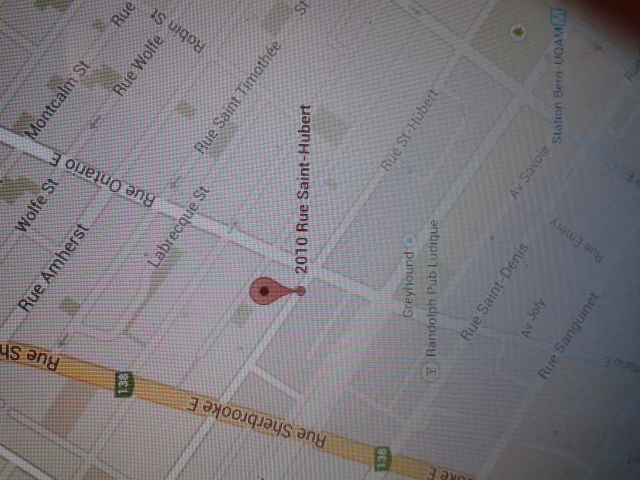 Rue Sh
Wolfe St
Montcalm St
Rue Amherst
Rue Ontario E
Rue
138
Rue Wolfe
Labrecque St
Robin St
Rue Sherbrooke E
Rue Saint Timothée
St
2010 Rue Saint-Hubert
138
Rue St-Hubert
Greyhound
Randolph Pub Ludique
oke E
Rue Saint-Denis
Av Savoie
Av Joly
Station Berri-UQAM M
Rue Sanguinet
Rue Emery
ario E
E